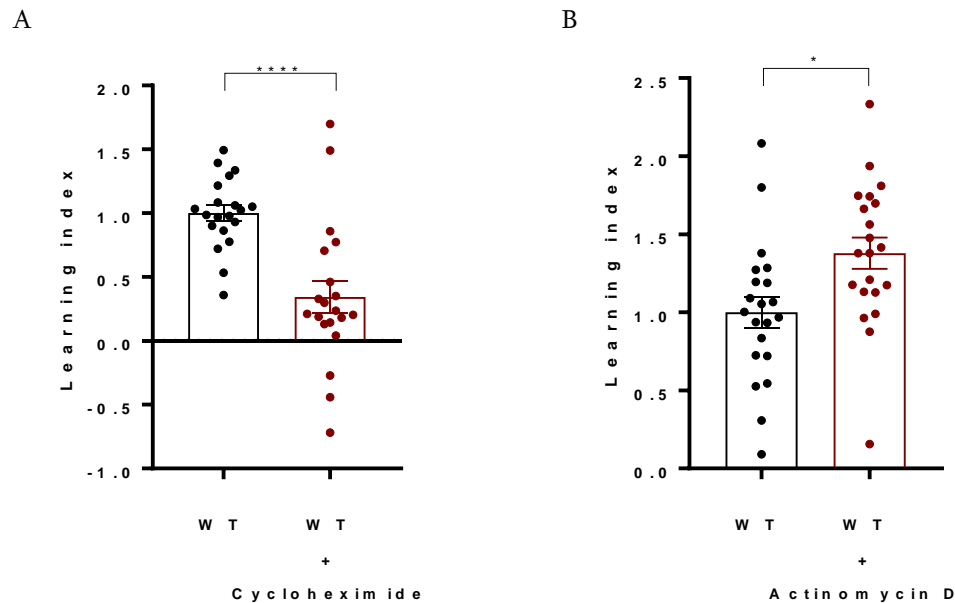 A
* * * *
2.0
1.5
1.0
0.5
0.0
-0.5
-1.0
Learning index
WT
WT
+
Cycloheximide
B
*
2.5
2.0
1.5
1.0
0.5
0.0
Learning index
WT
WT
+
Actinomycin D